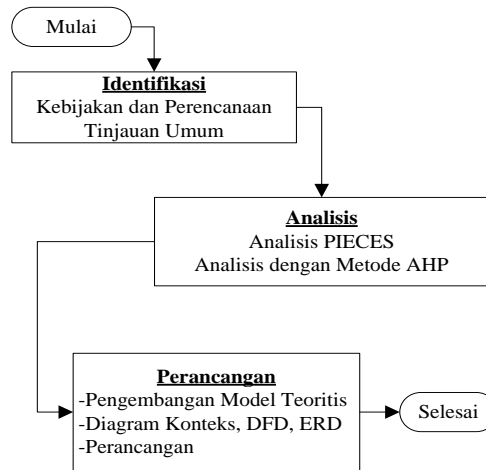 Mulai
Identifikasi
Kebijakan dan Perencanaan
Tinjauan Umum
Analisis
Analisis PIECES
Analisis dengan Metode AHP
Perancangan
-Pengembangan Model Teoritis
-Diagram Konteks, DFD, ERD
-Perancangan
Selesai